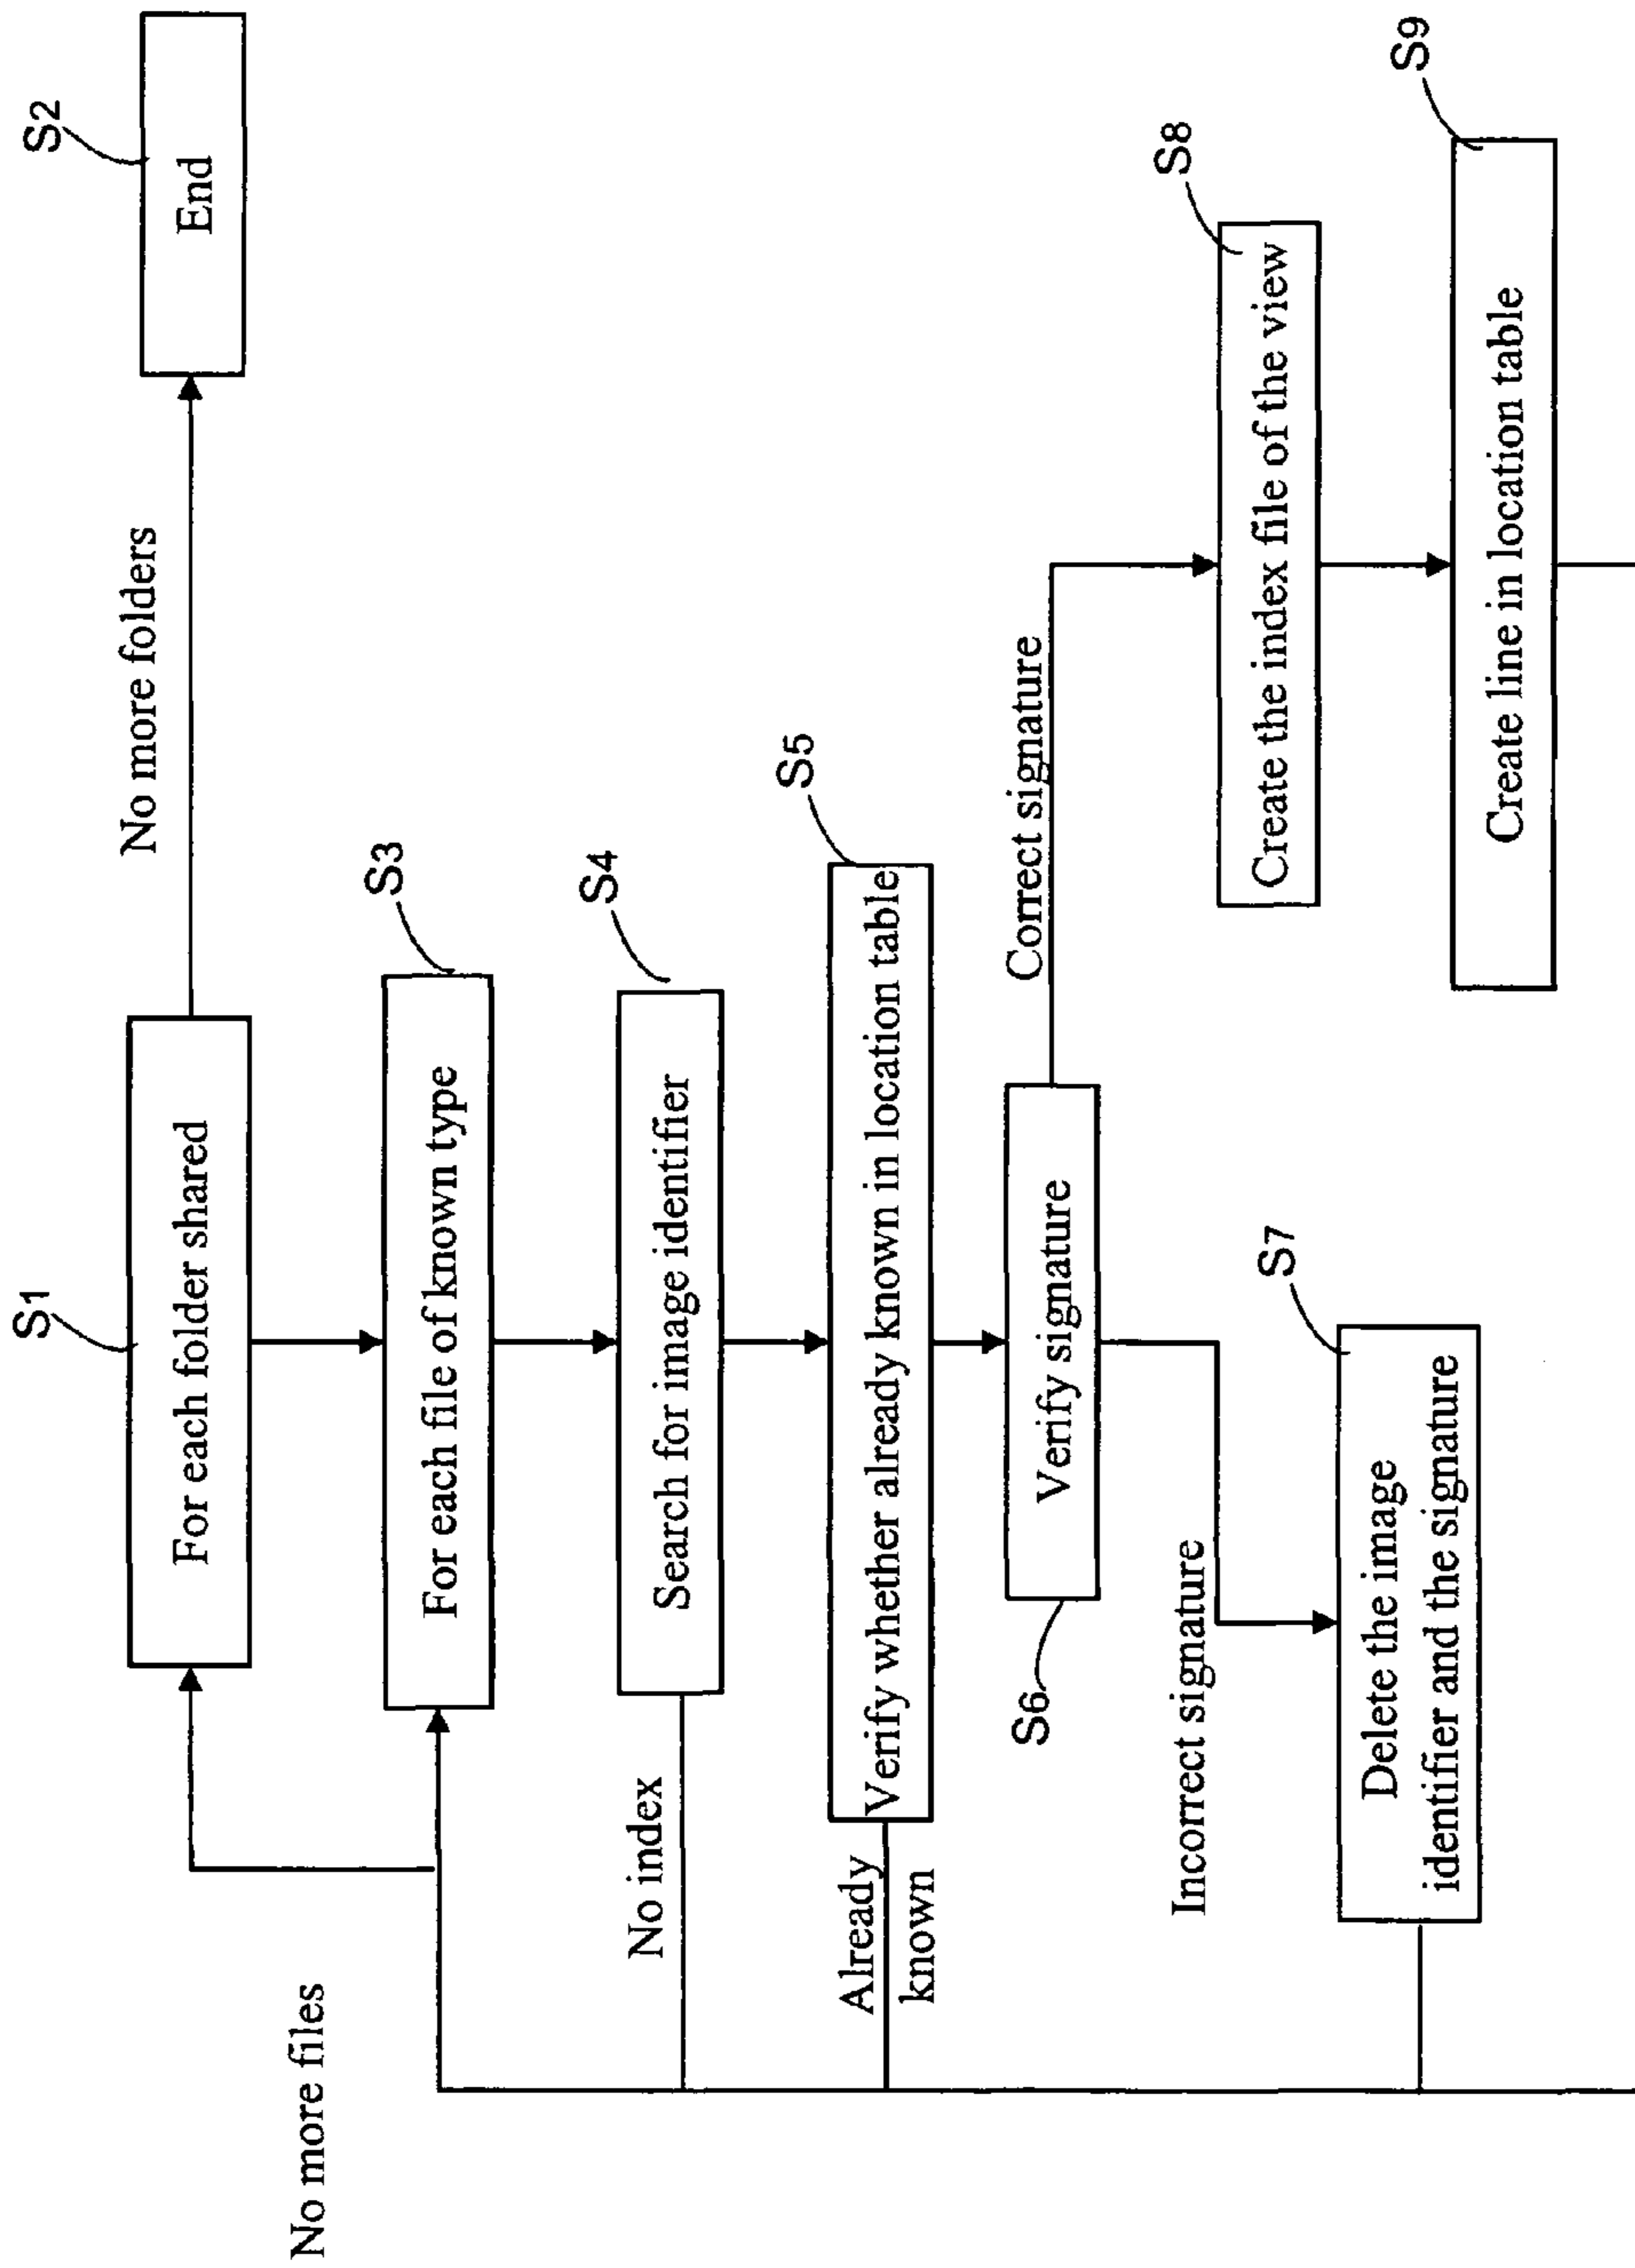 S1
For each folder shared
No more folders
S2
End
No more files
S3
For each file of known type
S4
Search for image identifier
No index
S5
Verify whether already known in location table
Already
known
S6
Verify signature
Correct signature
Incorrect signature
S7
Delete the image
identifier and the signature
S8
Create the index file of the view
S9
Create line in location table